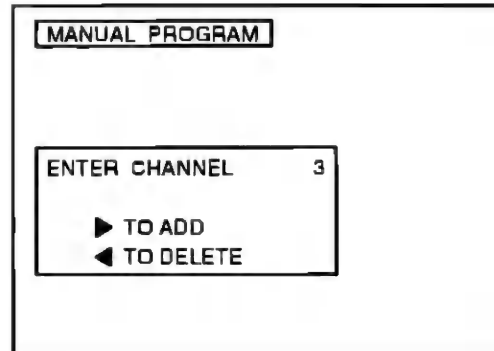 MANUAL PROGRAM
ENTER CHANNEL 3
▶ TO ADD
◀ TO DELETE